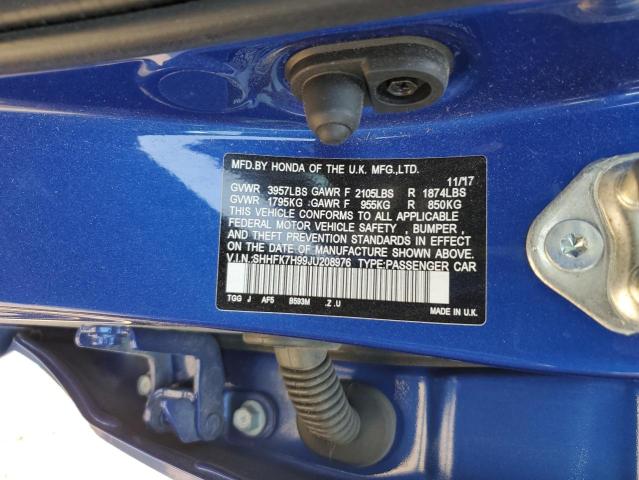 MFD.BY HONDA OF THE U.K. MFG.,LTD.
11/17
GVWR 3957LBS GAWR F 2105LBS R 1874LBS
GVWR 1795KG GAWR F 955KG R 850KG
THIS VEHICLE CONFORMS TO ALL APPLICABLE
FEDERAL MOTOR VEHICLE SAFETY , BUMPER ,
AND THEFT PREVENTION STANDARDS IN EFFECT
ON THE DATE OF MANUFACTURE SHOWN ABOVE.
V.I.N.:SHHFK7H99JU208976 TYPE:PASSENGER CAR
TGG J AF5 B593M .Z .U
MADE IN U.K.